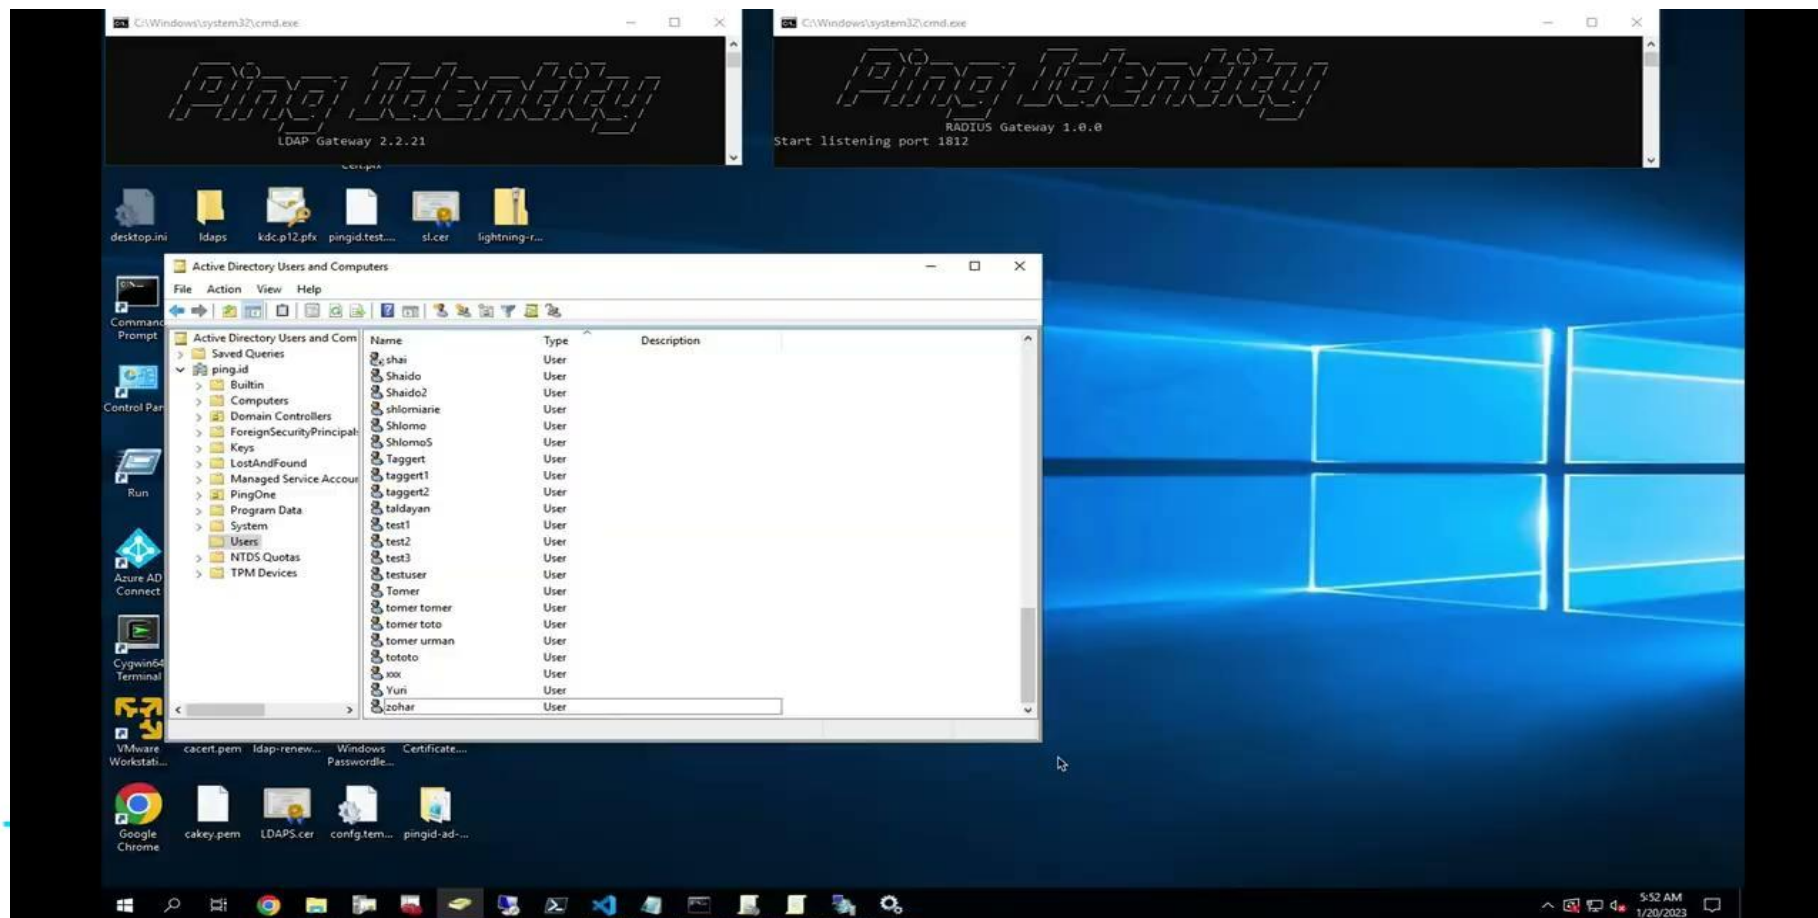 C:\Windows\system32\cmd.exe
Ping Identity
LDAP Gateway 2.2.21
C:\Windows\system32\cmd.exe
Ping Identity
RADIUS Gateway 1.0.0
Start listening port 1812
desktop.ini
ldaps
kdc.p12.pfx
pingid.test....
sl.cer
lightning-r...
Command
Prompt
Control Par
Run
Azure AD
Connect
Cygwin64
Terminal
VMware
Workstati...
Google
Chrome
Active Directory Users and Computers
File Action View Help
Active Directory Users and Com
Saved Queries
ping.id
Builtin
Computers
Domain Controllers
ForeignSecurityPrincipal
Keys
LostAndFound
Managed Service Accour
PingOne
Program Data
System
Users
NTDS Quotas
TPM Devices
Name Type Description
shai User
Shaido User
Shaido2 User
shlomiarie User
Shlomo User
ShlomoS User
Taggert User
taggert1 User
taggert2 User
taldayan User
test1 User
test2 User
test3 User
testuser User
Tomer User
tomer tomer User
tomer toto User
tomer urman User
tototo User
xxx User
Yuri User
zohar User
cacert.pem
ldap-renew...
Windows
Passwordle...
Certificate....
cakey.pem
LDAPS.cer
confg.tem...
pingid-ad-...
5:52 AM
1/20/2023